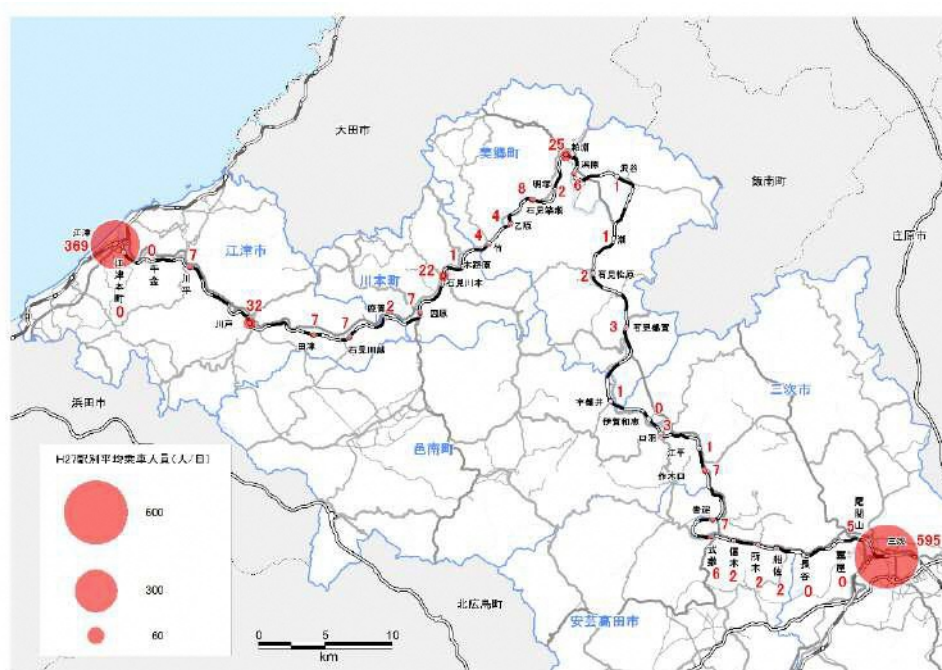 大田市
美郷町
飯南町
庄原市
25
粕淵
浜原
沢谷
6
1
明塚
2
8
石見簗瀬
4
乙原
4
竹
1
潮
1
木路原
22
石見川本
2
石見松原
江津
369
江津本町
0
0
千金
7
川平
江津市
川本町
32
川戸
7
田津
7
石見川越
鹿賀
2
7
因原
3
石見都賀
浜田市
邑南町
三次市
1
宇都井
0
伊賀和志
3
口羽
1
江平
7
作木口
7
香淀
式敷
6
信木
2
所木
2
船佐
2
長谷
0
粟屋
0
5
尾関山
三次
595
H27駅別平均乗車人員(人/日)
600
300
60
北広島町
安芸高田市
0
5
10
km